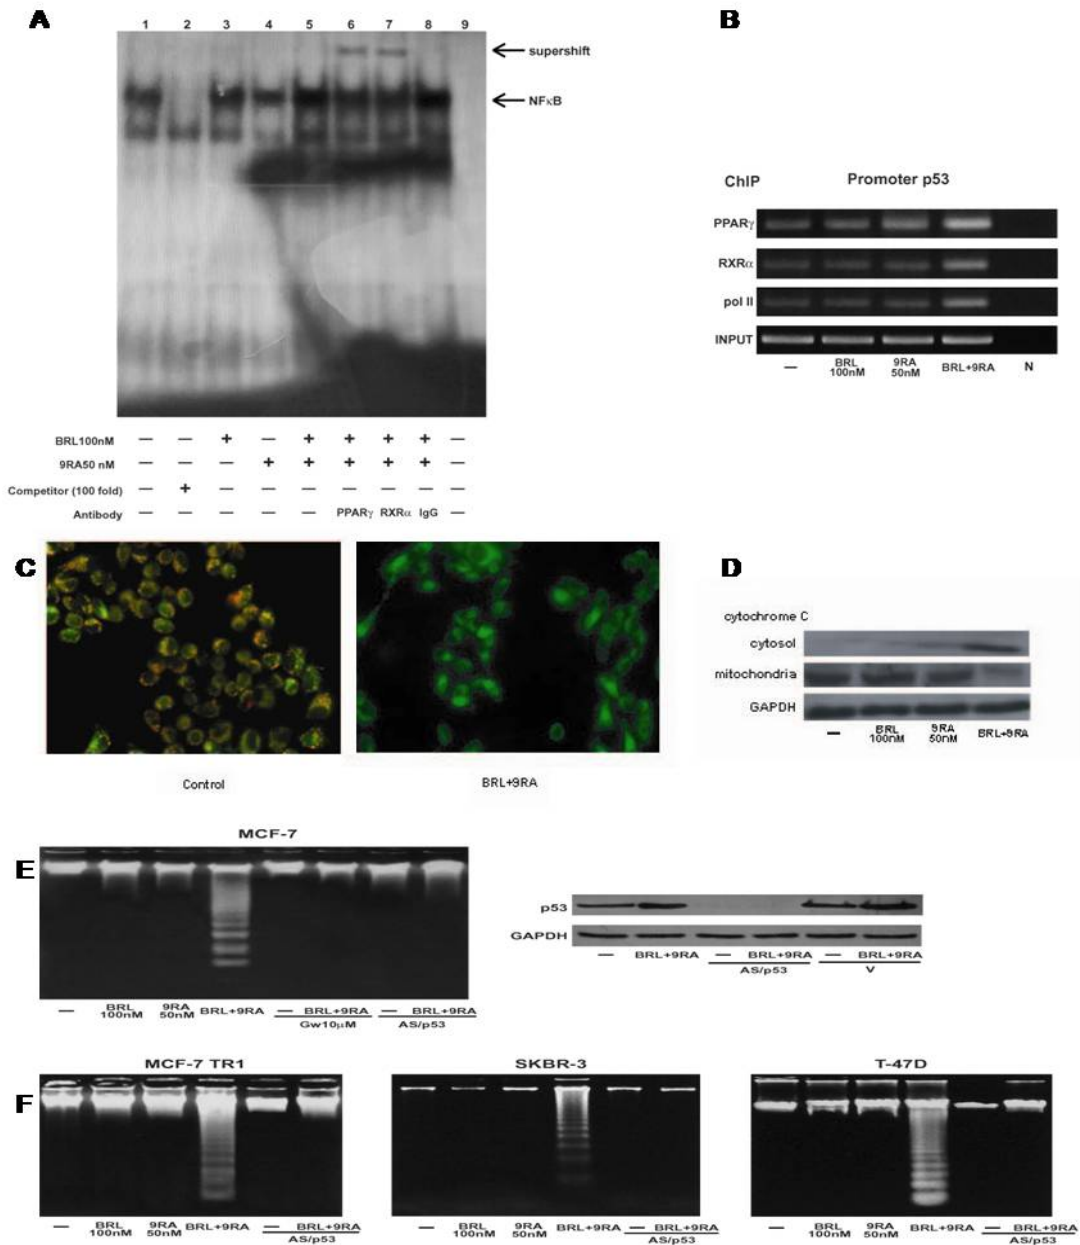 A
1 2 3 4 5 6 7 8 9
supershift
NFκB
BRL100nM — — + — + + + + —
9RA50 nM — — — + + + + + —
Competitor (100 fold) — + — — — — — — —
Antibody — — — — — PPARγ RXRα IgG —
B
ChIP Promoter p53
PPARγ
RXRα
pol II
INPUT
— BRL 9RA BRL+9RA N
100nM 50nM
C
Control BRL+9RA
D
cytochrome C
cytosol
mitochondria
GAPDH
— BRL 9RA BRL+9RA
100nM 50nM
E
MCF-7
— BRL 9RA BRL+9RA — BRL+9RA — BRL+9RA
100nM 50nM
Gw10μM AS/p53
p53
GAPDH
— BRL+9RA — BRL+9RA — BRL+9RA
AS/p53 V
F
MCF-7 TR1
— BRL 9RA BRL+9RA — BRL+9RA
100nM 50nM
AS/p53
SKBR-3
— BRL 9RA BRL+9RA — BRL+9RA
100nM 50nM
AS/p53
T-47D
— BRL 9RA BRL+9RA — BRL+9RA
100nM 50nM
AS/p53